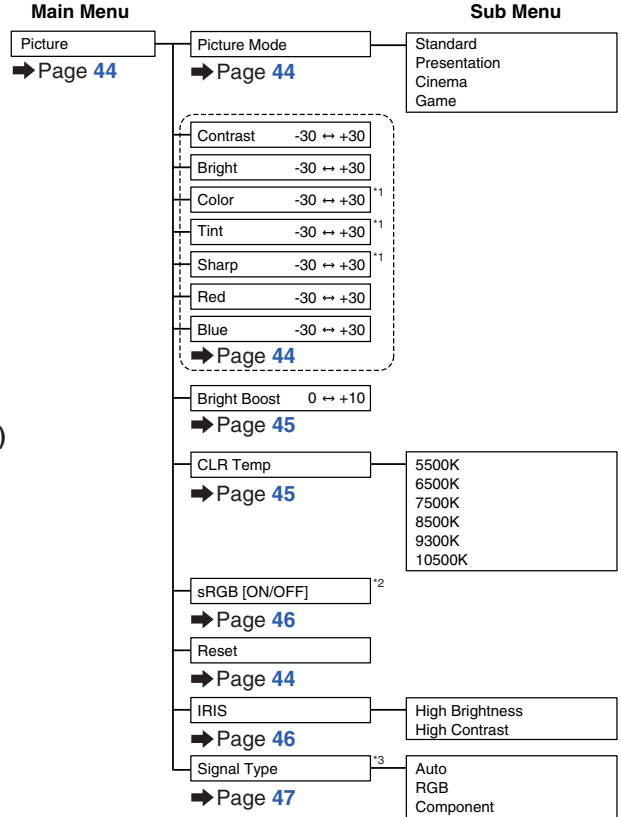 Main Menu
Sub Menu
Picture
➡Page 44
Picture Mode
➡Page 44
Standard
Presentation
Cinema
Game
Contrast -30 ↔ +30
Bright -30 ↔ +30
Color -30 ↔ +30 *1
Tint -30 ↔ +30 *1
Sharp -30 ↔ +30 *1
Red -30 ↔ +30
Blue -30 ↔ +30
➡Page 44
Bright Boost 0 ↔ +10
➡Page 45
)
CLR Temp
➡Page 45
5500K
6500K
7500K
8500K
9300K
10500K
sRGB [ON/OFF] *2
➡Page 46
Reset
➡Page 44
IRIS
➡Page 46
High Brightness
High Contrast
Signal Type *3
➡Page 47
Auto
RGB
Component